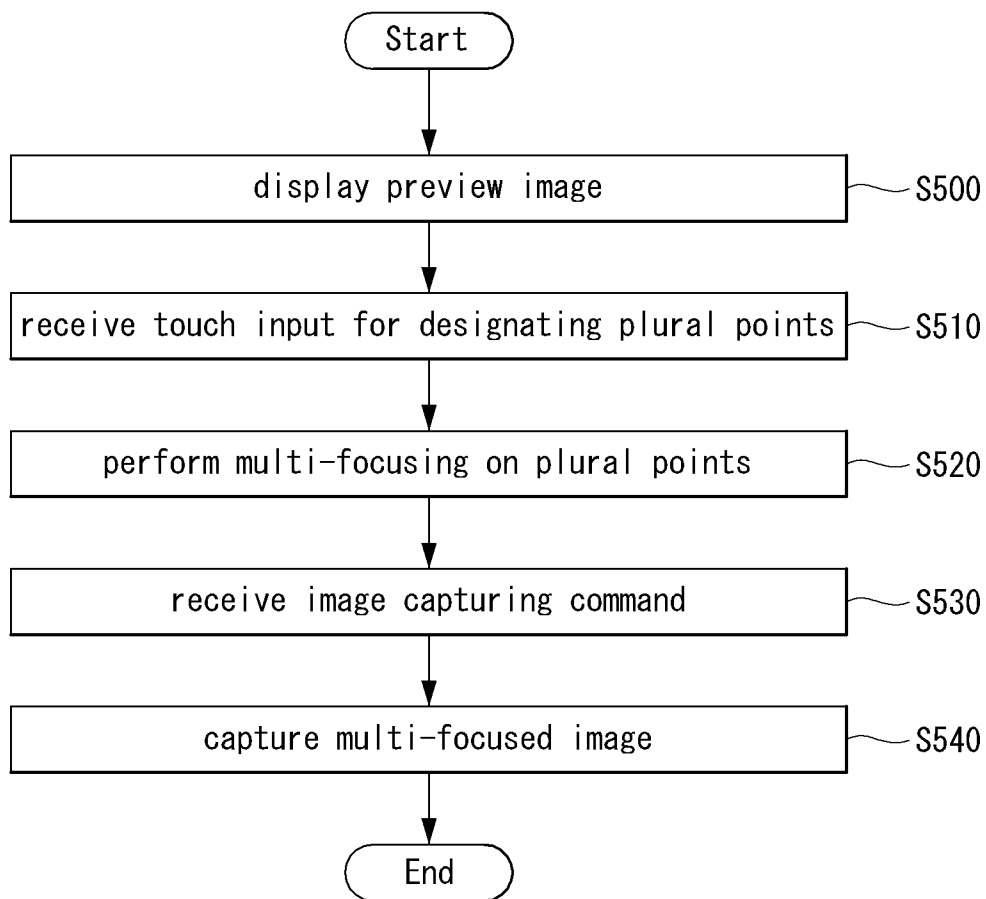 Start
display preview image
S500
receive touch input for designating plural points
S510
perform multi-focusing on plural points
S520
receive image capturing command
S530
capture multi-focused image
S540
End